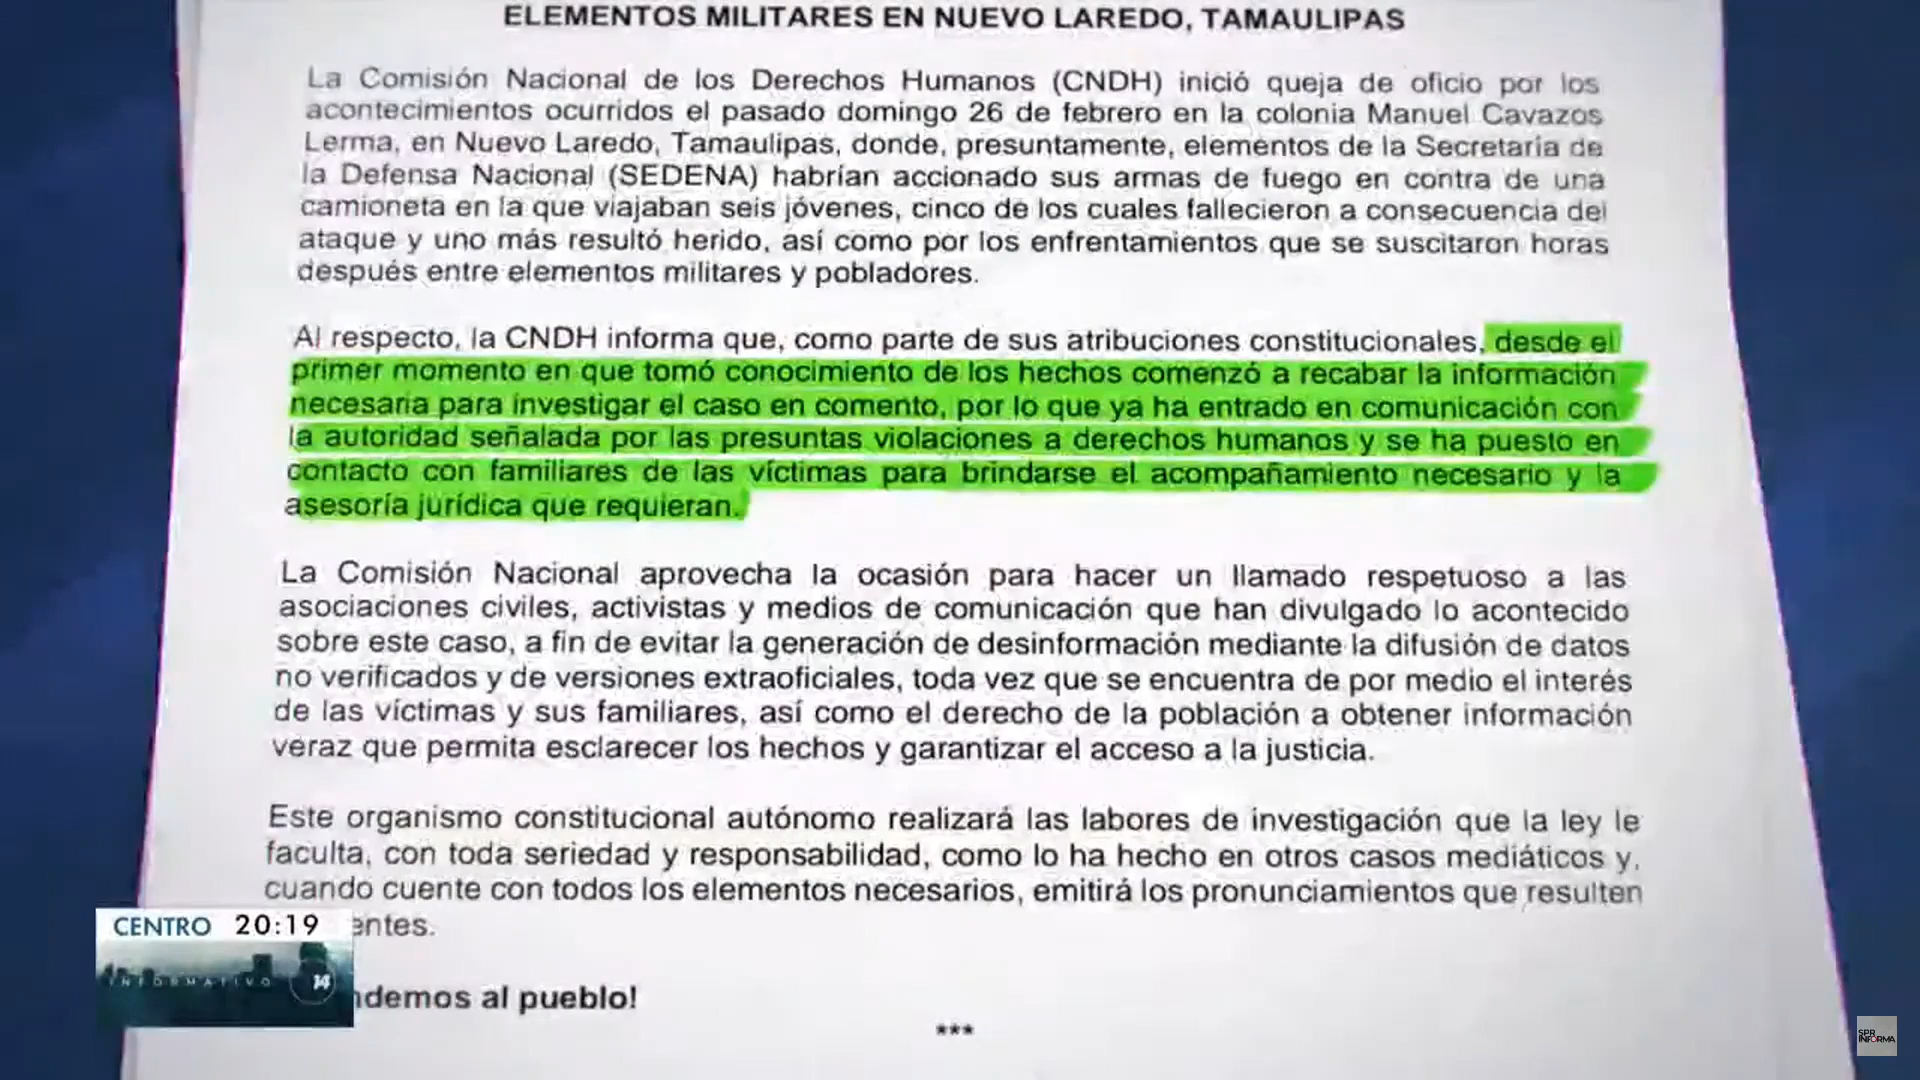 ELEMENTOS MILITARES EN NUEVO LAREDO, TAMAULIPAS
La Comisión Nacional de los Derechos Humanos (CNDH) inició queja de oficio por los
acontecimientos ocurridos el pasado domingo 26 de febrero en la colonia Manuel Cavazos
Lerma, en Nuevo Laredo, Tamaulipas, donde, presuntamente, elementos de la Secretaría de
la Defensa Nacional (SEDENA) habrían accionado sus armas de fuego en contra de una
camioneta en la que viajaban seis jóvenes, cinco de los cuales fallecieron a consecuencia del
ataque y uno más resultó herido, así como por los enfrentamientos que se suscitaron horas
después entre elementos militares y pobladores.
Al respecto, la CNDH informa que, como parte de sus atribuciones constitucionales, desde el
primer momento en que tomó conocimiento de los hechos comenzó a recabar la información
necesaria para investigar el caso en comento, por lo que ya ha entrado en comunicación con
la autoridad señalada por las presuntas violaciones a derechos humanos y se ha puesto en
contacto con familiares de las víctimas para brindarse el acompañamiento necesario y la
asesoría jurídica que requieran.
La Comisión Nacional aprovecha la ocasión para hacer un llamado respetuoso a las
asociaciones civiles, activistas y medios de comunicación que han divulgado lo acontecido
sobre este caso, a fin de evitar la generación de desinformación mediante la difusión de datos
no verificados y de versiones extraoficiales, toda vez que se encuentra de por medio el interés
de las víctimas y sus familiares, así como el derecho de la población a obtener información
veraz que permita esclarecer los hechos y garantizar el acceso a la justicia.
Este organismo constitucional autónomo realizará las labores de investigación que la ley le
faculta, con toda seriedad y responsabilidad, como lo ha hecho en otros casos mediáticos y,
cuando cuente con todos los elementos necesarios, emitirá los pronunciamientos que resulten
entes.
ndemos al pueblo!
***
CENTRO 20:19
INFORMATIVO 14
SPR
INFORMA